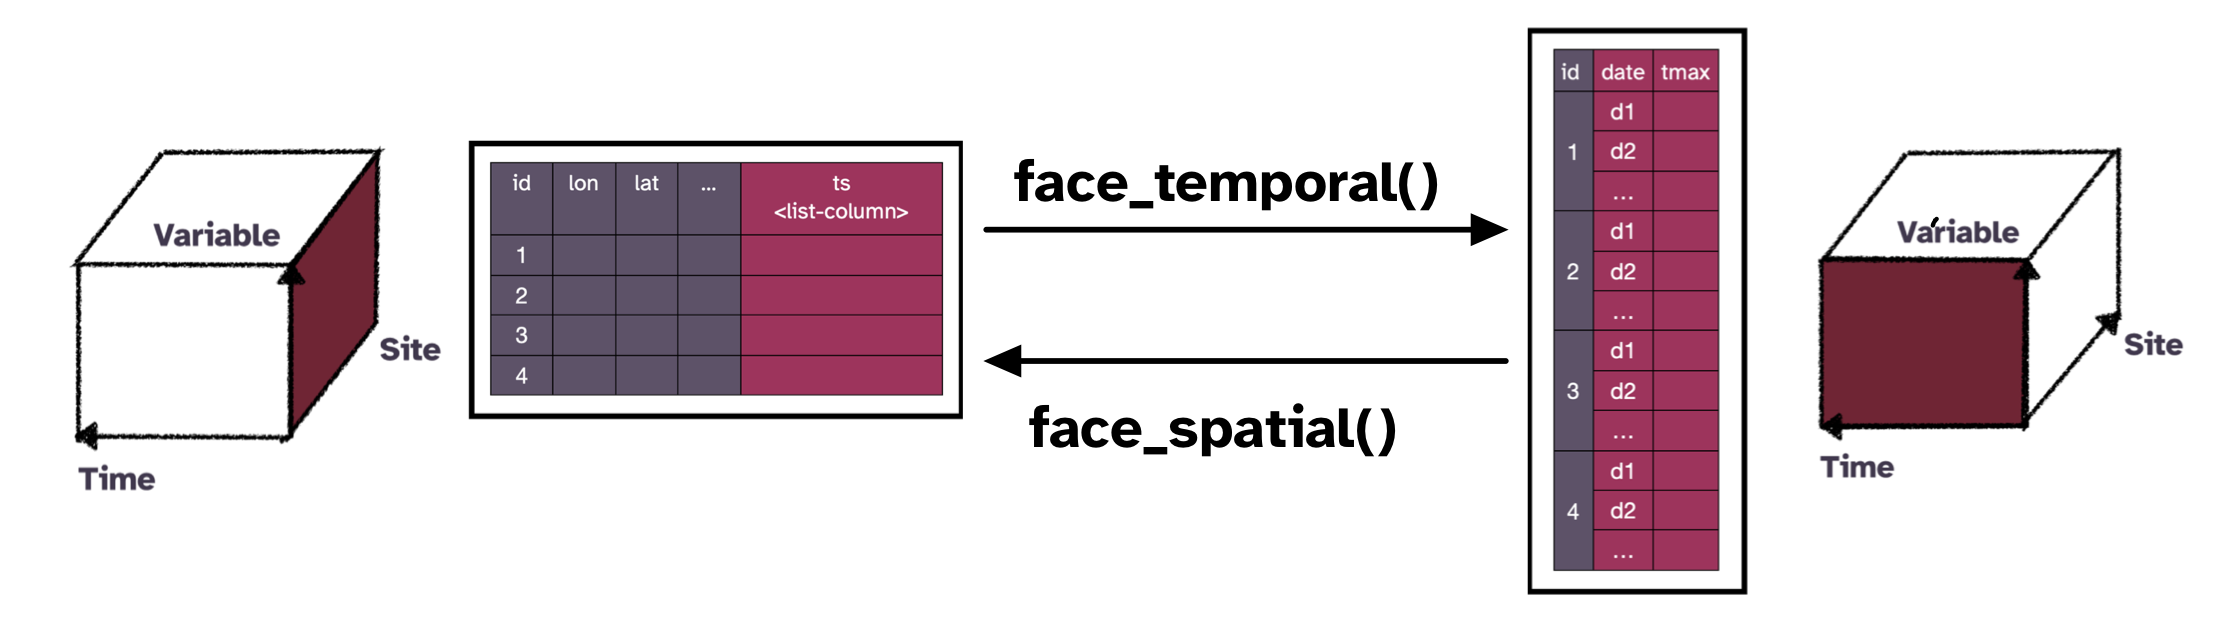 Variable
Site
Time
id lon lat ... ts
<list-column>
1
2
3
4
face_temporal()
face_spatial()
id date tmax
d1
1 d2
...
d1
2 d2
...
d1
3 d2
...
d1
4 d2
...
Variable
Site
Time